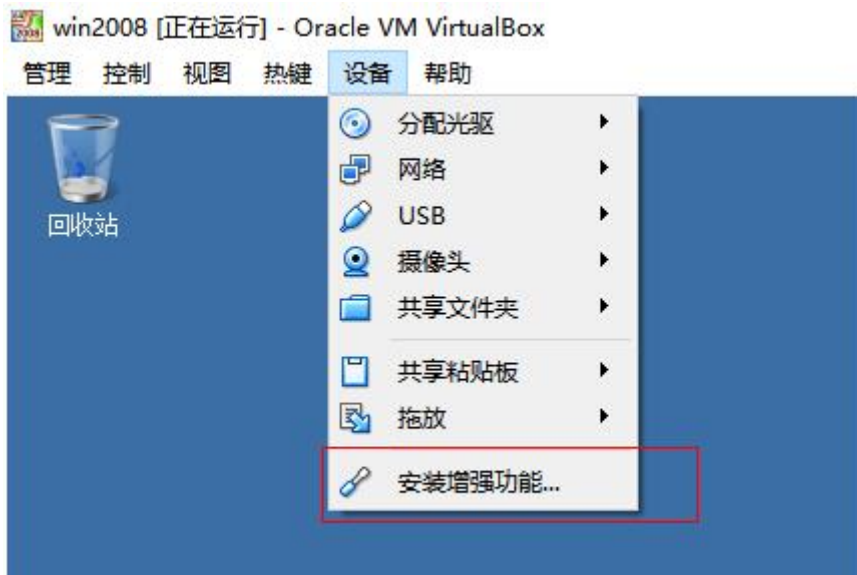 win2008 [正在运行] - Oracle VM VirtualBox
管理 控制 视图 热键 设备 帮助
分配光驱
网络
USB
摄像头
共享文件夹
共享粘贴板
拖放
安装增强功能...
回收站